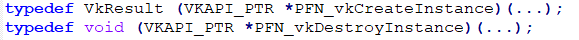 typedef VkResult (VKAPI_PTR *PFN_vkCreateInstance)(...);
typedef void (VKAPI_PTR *PFN_vkDestroyInstance)(...);